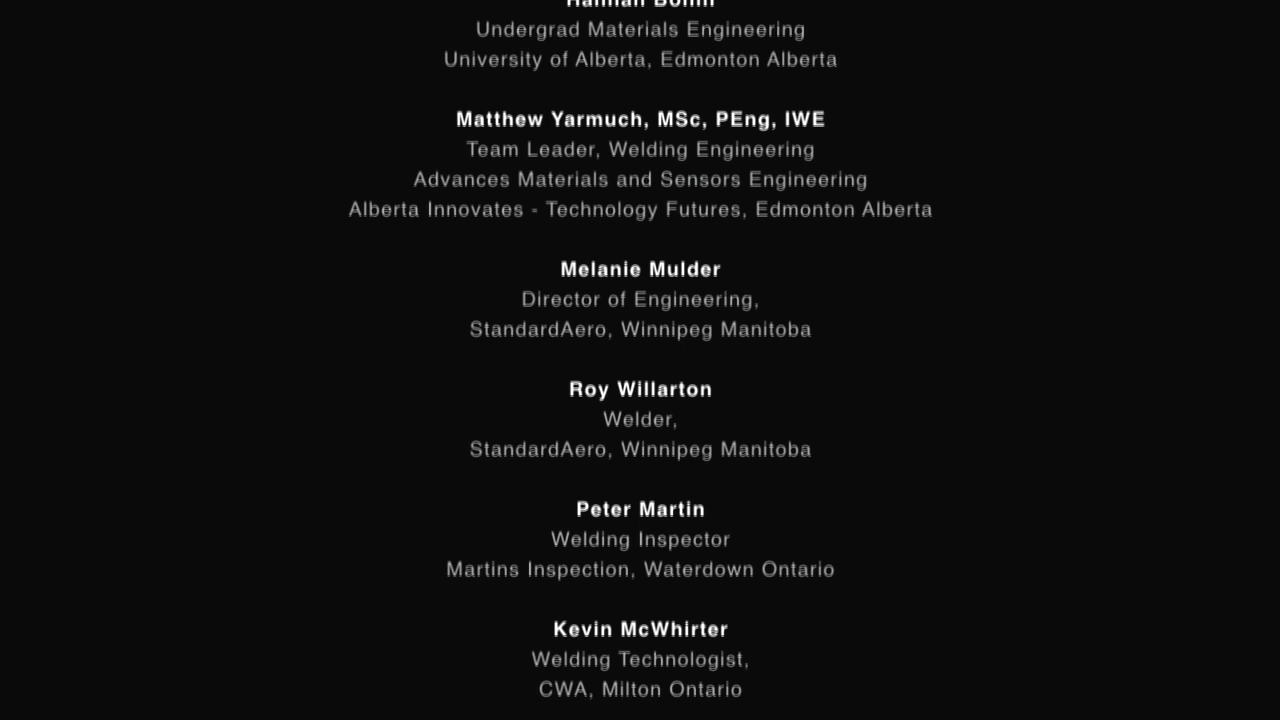 Undergrad Materials Engineering
University of Alberta, Edmonton Alberta
Matthew Yarmuch, MSc, PEng, IWE
Team Leader, Welding Engineering
Advances Materials and Sensors Engineering
Alberta Innovates - Technology Futures, Edmonton Alberta
Melanie Mulder
Director of Engineering,
StandardAero, Winnipeg Manitoba
Roy Willarton
Welder,
StandardAero, Winnipeg Manitoba
Peter Martin
Welding Inspector
Martins Inspection, Waterdown Ontario
Kevin McWhirter
Welding Technologist,
CWA, Milton Ontario